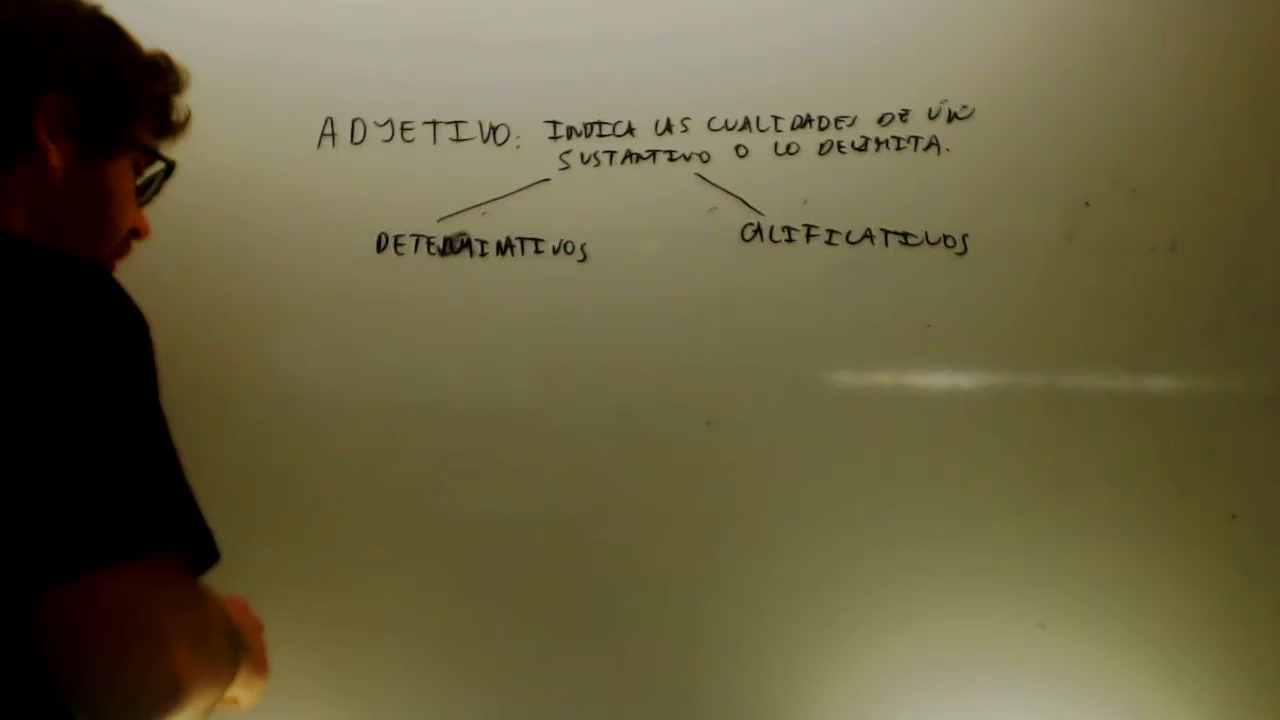 ADJETIVO: INDICA LAS CUALIDADES DE UN
SUSTANTIVO O LO DELIMITA.
DETERMINATIVOS
CALIFICATIVOS